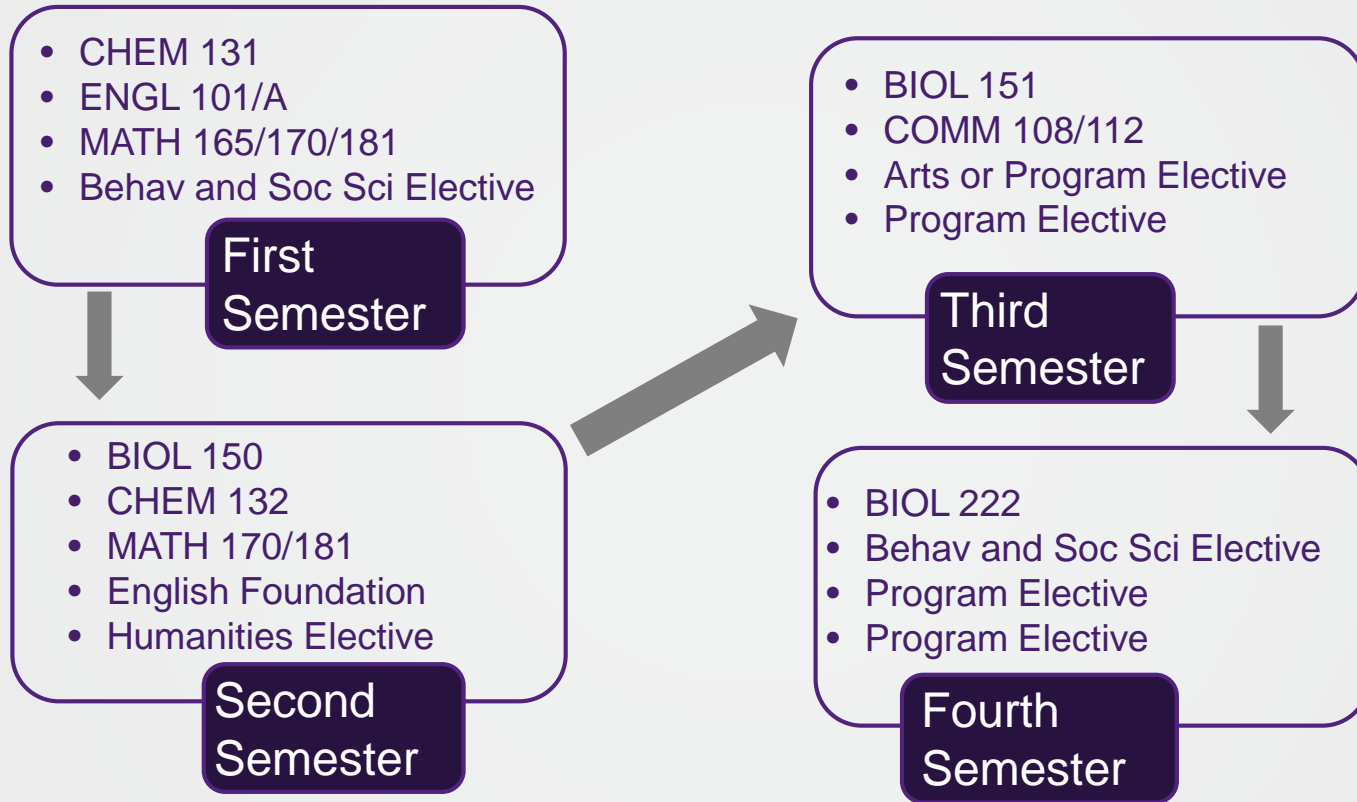 • CHEM 131
• ENGL 101/A
• MATH 165/170/181
• Behav and Soc Sci Elective
First
Semester
• BIOL 150
• CHEM 132
• MATH 170/181
• English Foundation
• Humanities Elective
Second
Semester
• BIOL 151
• COMM 108/112
• Arts or Program Elective
• Program Elective
Third
Semester
• BIOL 222
• Behav and Soc Sci Elective
• Program Elective
• Program Elective
Fourth
Semester